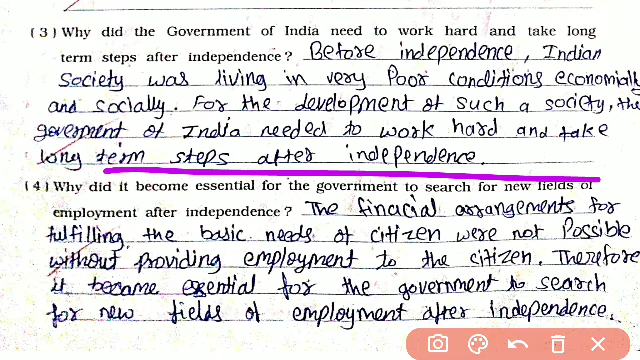 (3) Why did the Government of India need to work hard and take long
term steps after independence? Before independence, Indian
Society was living in very Poor conditions economially
and socially. For the development of such a society, the
goverment of India needed to work hard and take
long term steps after independence.
(4) Why did it become essential for the government to search for new fields of
employment after independence? The finacial arrangements for
fulfilling the basic needs of citizen were not Possible
without providing employment to the citizen. Therefore
it became essential for the government to search
for new fields of employment after independence.